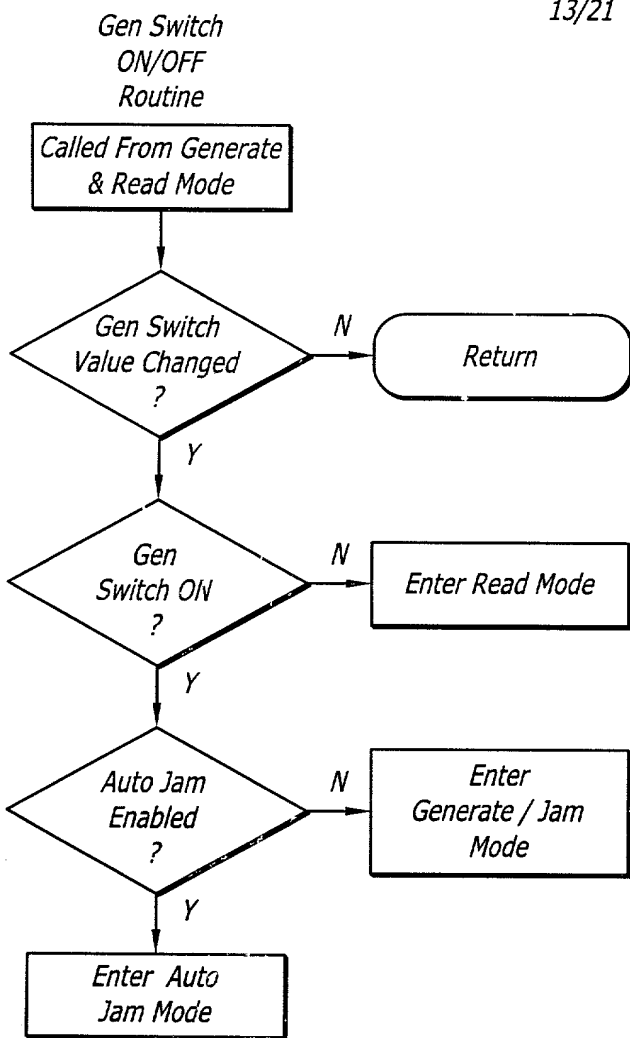 13/21
Gen Switch
ON/OFF
Routine
Called From Generate
& Read Mode
Gen Switch
Value Changed
?
N
Return
Y
Gen
Switch ON
?
N
Enter Read Mode
Y
Auto Jam
Enabled
?
N
Enter
Generate / Jam
Mode
Y
Enter Auto
Jam Mode